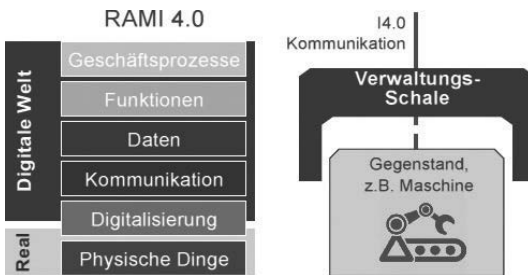 RAMI 4.0
Digitale Welt
Geschäftsprozesse
Funktionen
Daten
Kommunikation
Digitalisierung
Real
Physische Dinge
I4.0
Kommunikation
Verwaltungs-
Schale
Gegenstand,
z.B. Maschine